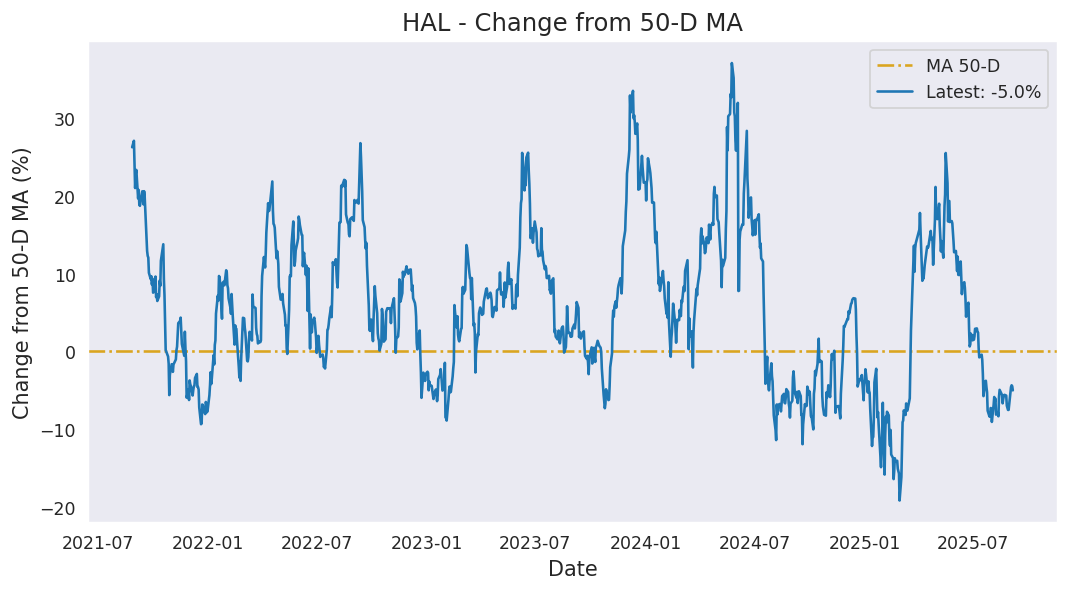 HAL - Change from 50-D MA
MA 50-D
Latest: -5.0%
Change from 50-D MA (%)
30
20
10
0
−10
−20
2021-07 2022-01 2022-07 2023-01 2023-07 2024-01 2024-07 2025-01 2025-07
Date